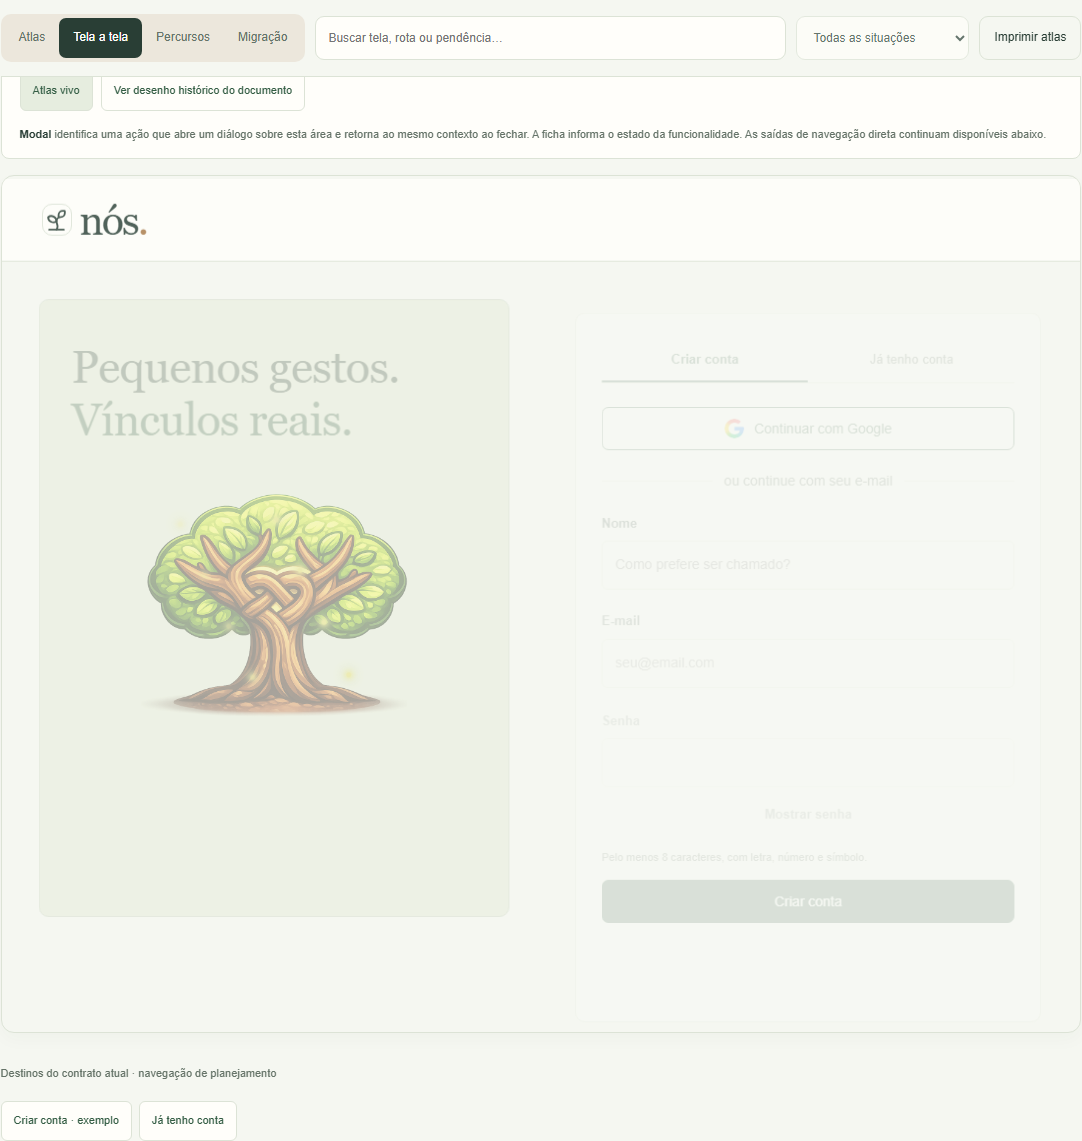 Atlas Tela a tela Percursos Migração Buscar tela, rota ou pendência... Todas as situações Imprimir atlas
Atlas vivo Ver desenho histórico do documento
Modal identifica uma ação que abre um diálogo sobre esta área e retorna ao mesmo contexto ao fechar. A ficha informa o estado da funcionalidade. As saídas de navegação direta continuam disponíveis abaixo.
nós.
Pequenos gestos.
Vínculos reais.
Criar conta Já tenho conta
Continuar com Google
ou continue com seu e-mail
Nome
Como prefere ser chamado?
E-mail
seu@email.com
Senha
Mostrar senha
Pelo menos 8 caracteres, com letra, número e símbolo
Criar conta
Destinos do contrato atual · navegação de planejamento
Criar conta · exemplo Já tenho conta